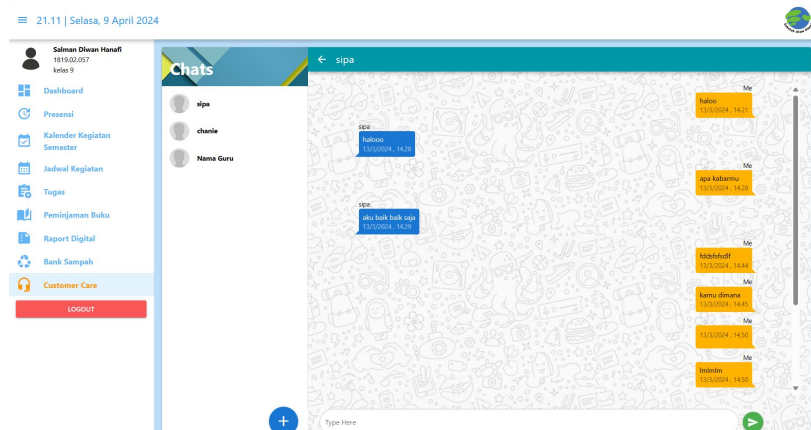 21.11 | Selasa, 9 April 2024
Salman Diwan Hanafi
1819.02.057
kelas 9
Dashboard
Presensi
Kalender Kegiatan
Semester
Jadwal Kegiatan
Tugas
Peminjaman Buku
Raport Digital
Bank Sampah
Customer Care
LOGOUT
Chats
sipa
chanie
Nama Guru
sipa
Me
haloo
13/3/2024 , 14.21
sipa
halooo
13/3/2024 , 14.28
Me
apa kabarmu
13/3/2024 , 14.28
sipa
aku baik baik saja
13/3/2024 , 14.29
Me
fddsfsfsdlf
13/3/2024 , 14.44
Me
kamu dimana
13/3/2024 , 14.45
Me
13/3/2024 , 14.50
Me
lmlmlm
13/3/2024 , 14.50
Type Here